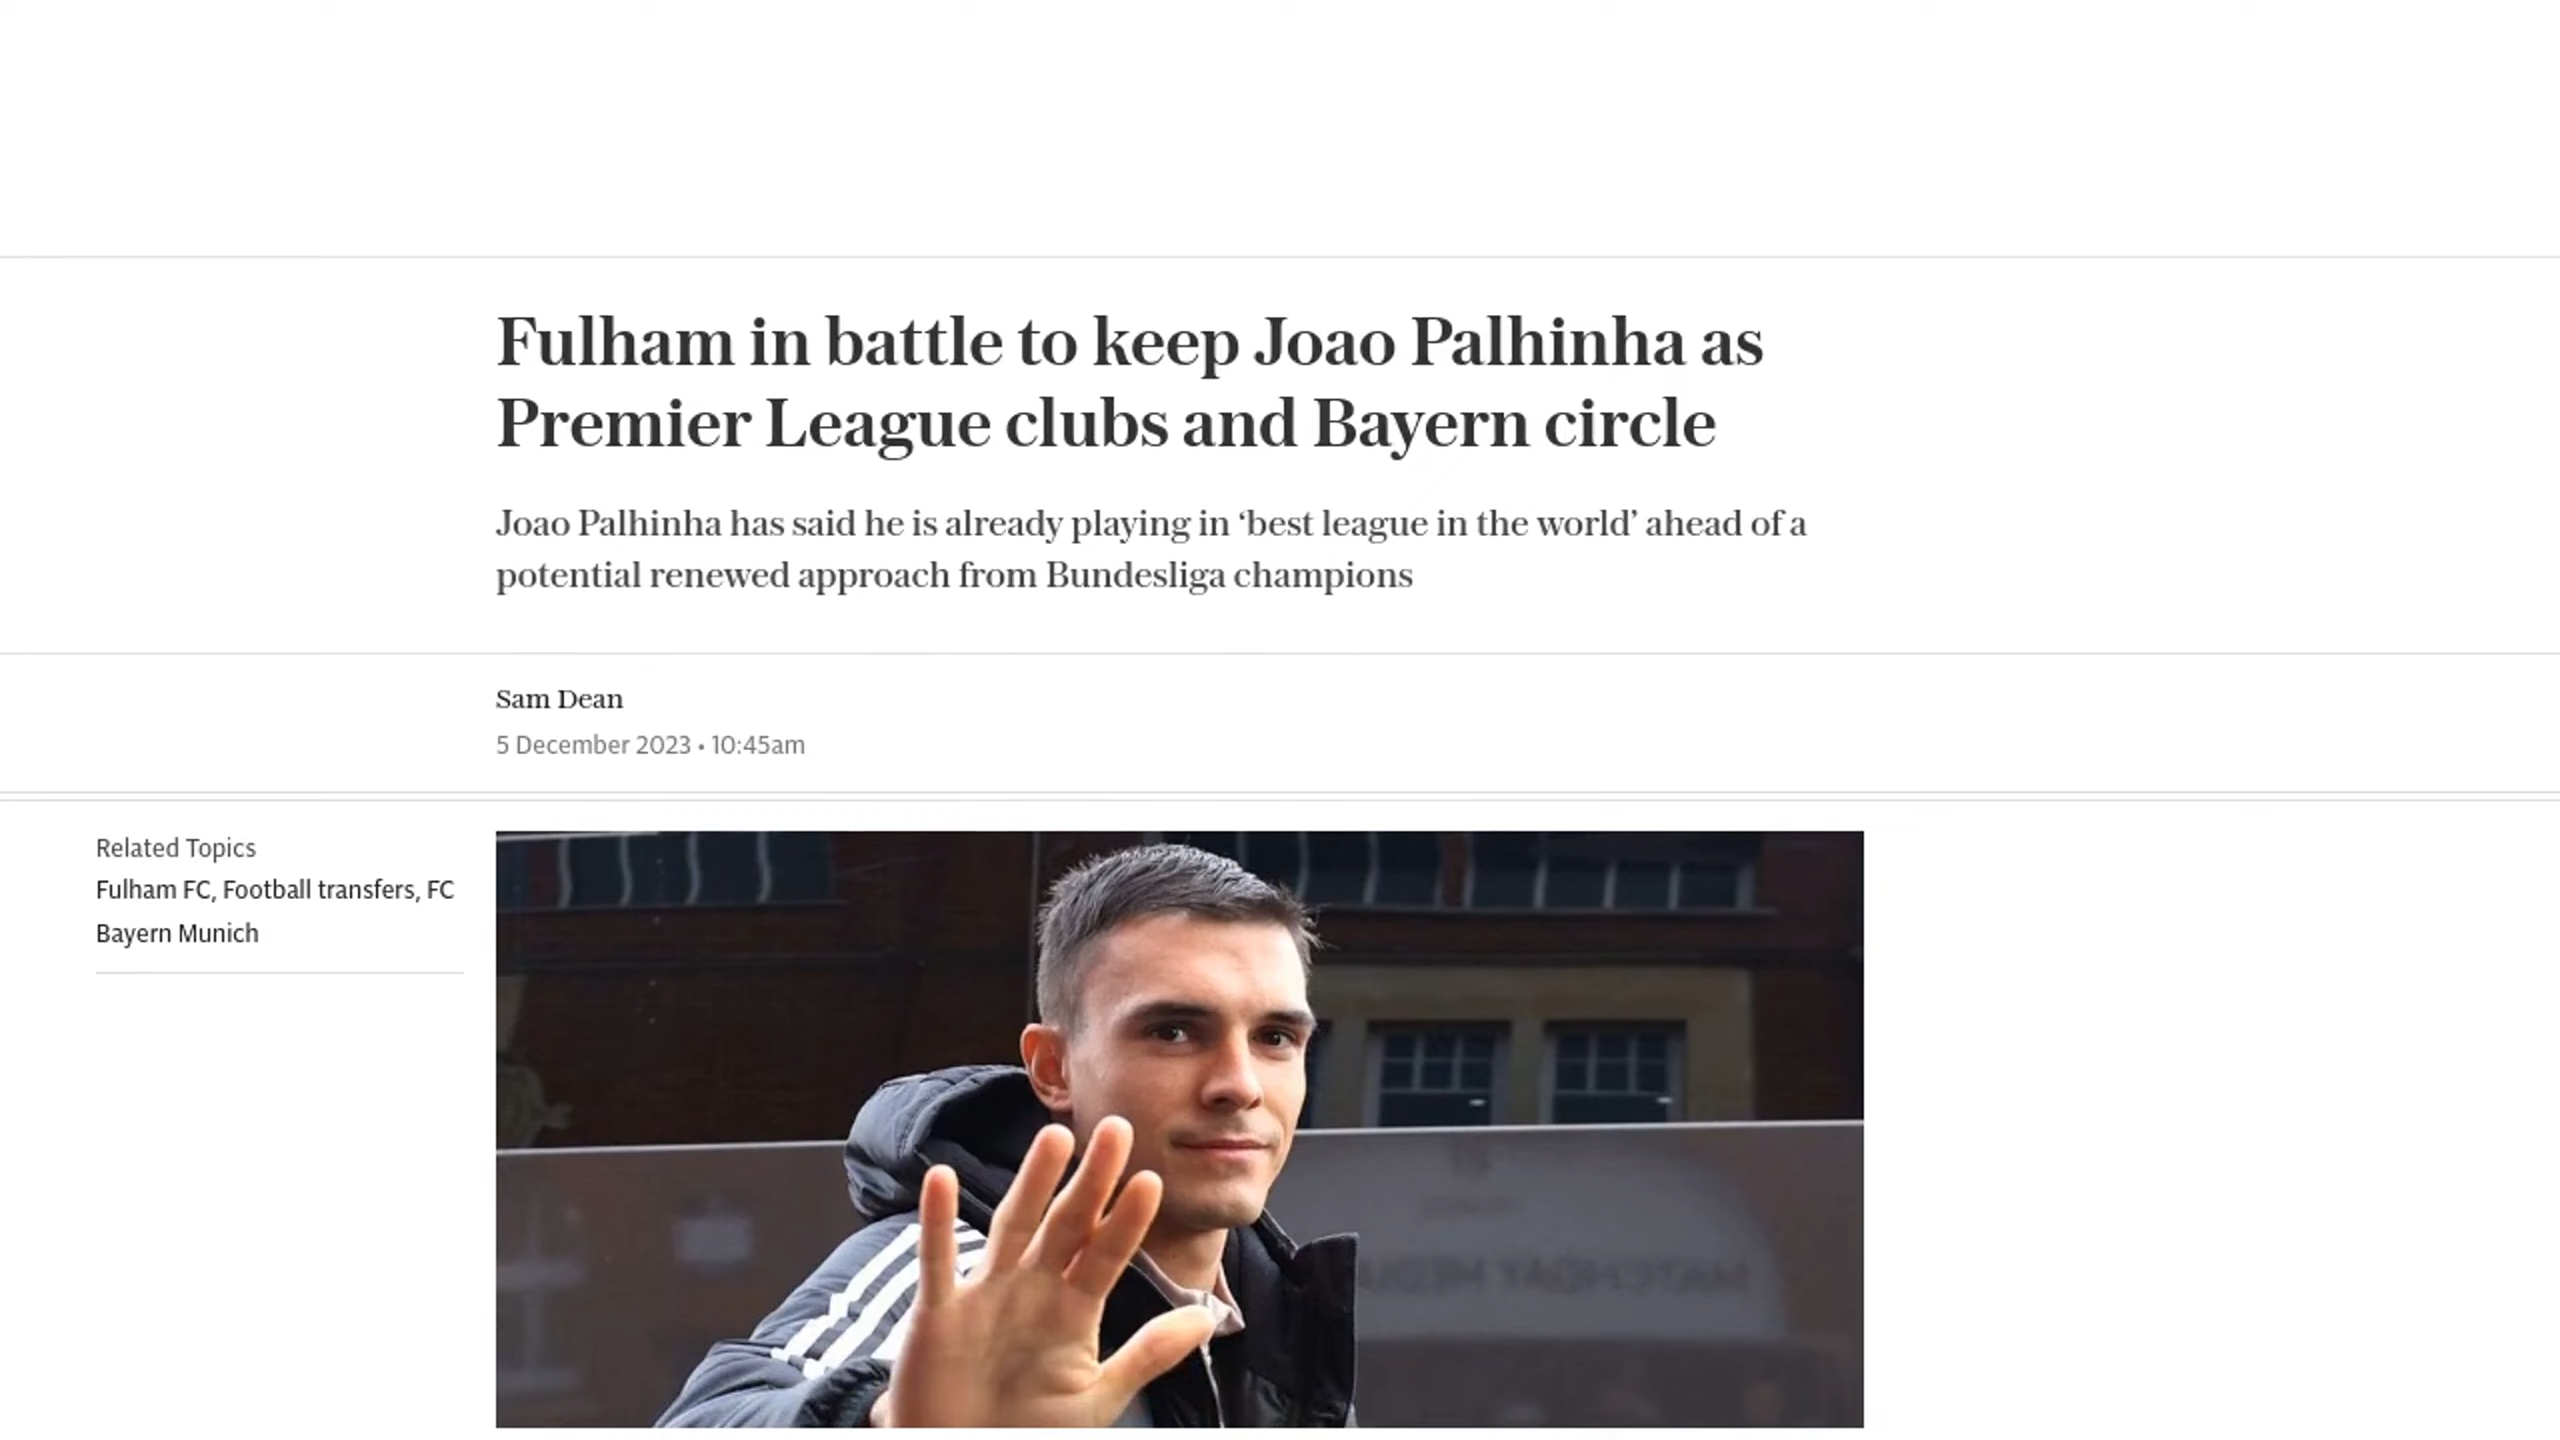 Fulham in battle to keep Joao Palhinha as
Premier League clubs and Bayern circle
Joao Palhinha has said he is already playing in ‘best league in the world’ ahead of a
potential renewed approach from Bundesliga champions
Sam Dean
5 December 2023 • 10:45am
Related Topics
Fulham FC, Football transfers, FC
Bayern Munich
MATCHDAY MEDIA